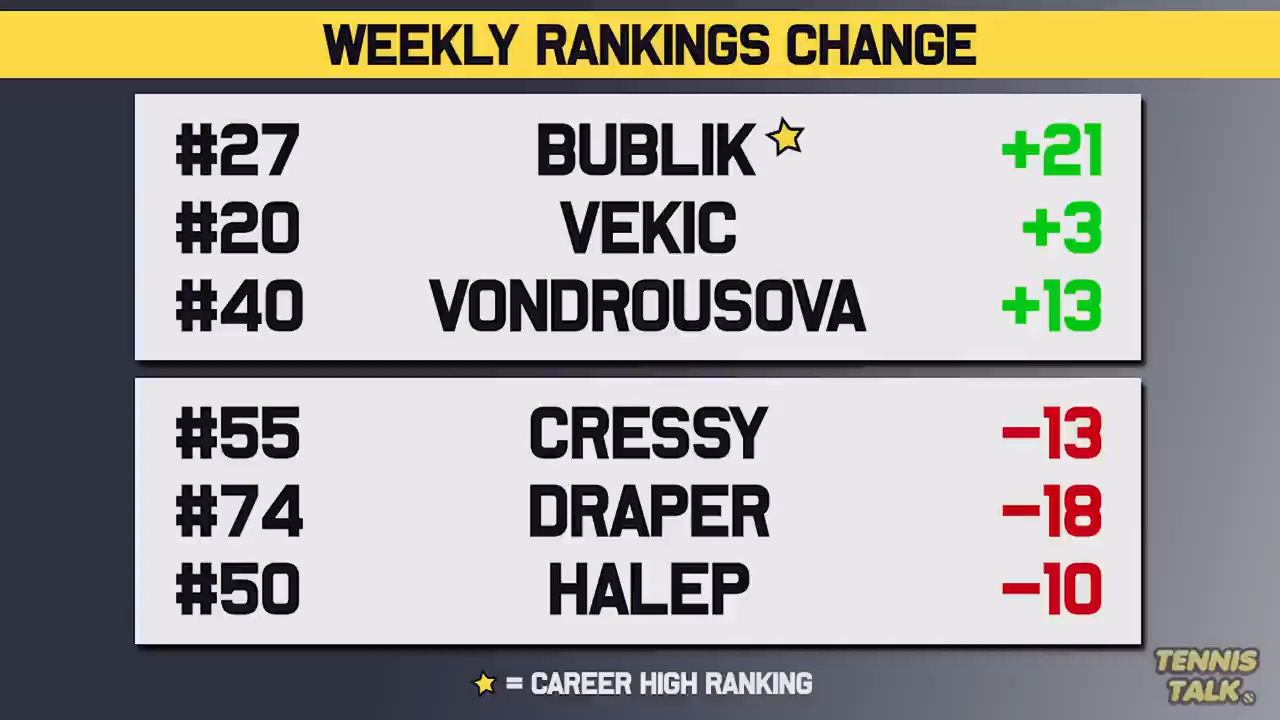 WEEKLY RANKINGS CHANGE
#27 BUBLIK +21
#20 VEKIC +3
#40 VONDROUSOVA +13
#55 CRESSY -13
#74 DRAPER -18
#50 HALEP -10
= CAREER HIGH RANKING
TENNIS
TALK